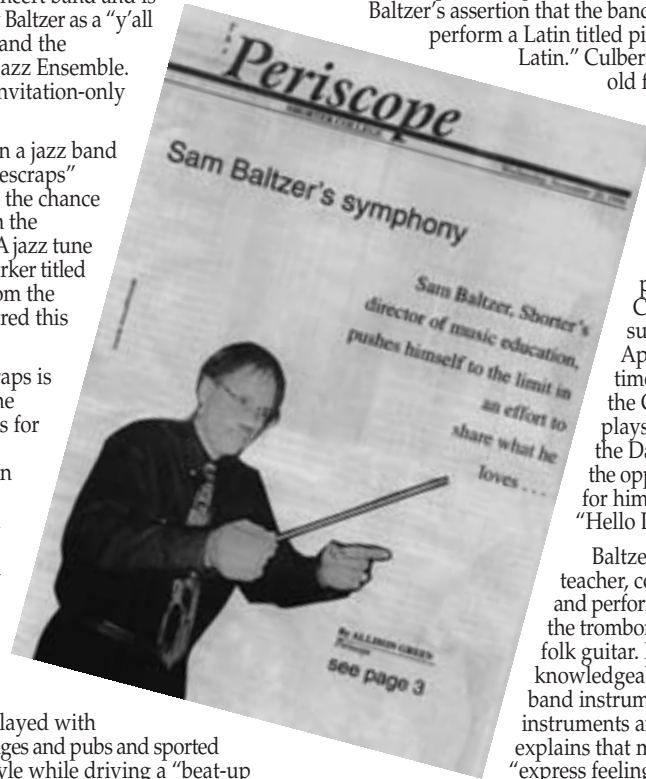 concert band and is
Baltzer as a “y’all
and the
azz Ensemble.
nvitation-only
n a jazz band
escraps”
the chance
the
A jazz tune
rker titled
om the
red this
aps is
s for
n
layed with
ges and pubs and sported
yle while driving a “beat-up
Periscope
SHORTER COLLEGE
Sam Baltzer’s symphony
Sam Baltzer, Shorter’s
director of music education,
pushes himself to the limit in
an effort to
share what he
loves . . . .
By ALLISON GREEN
Periscope
see page 3
Baltzer’s assertion that the band
perform a Latin titled pi
Latin.” Culber
old f
su
Ap
time
the C
plays
the Da
the opp
for him
“Hello D
Baltze
teacher, co
and perfor
the trombo
folk guitar.
knowledgea
band instrum
instruments a
explains that m
“express feeling